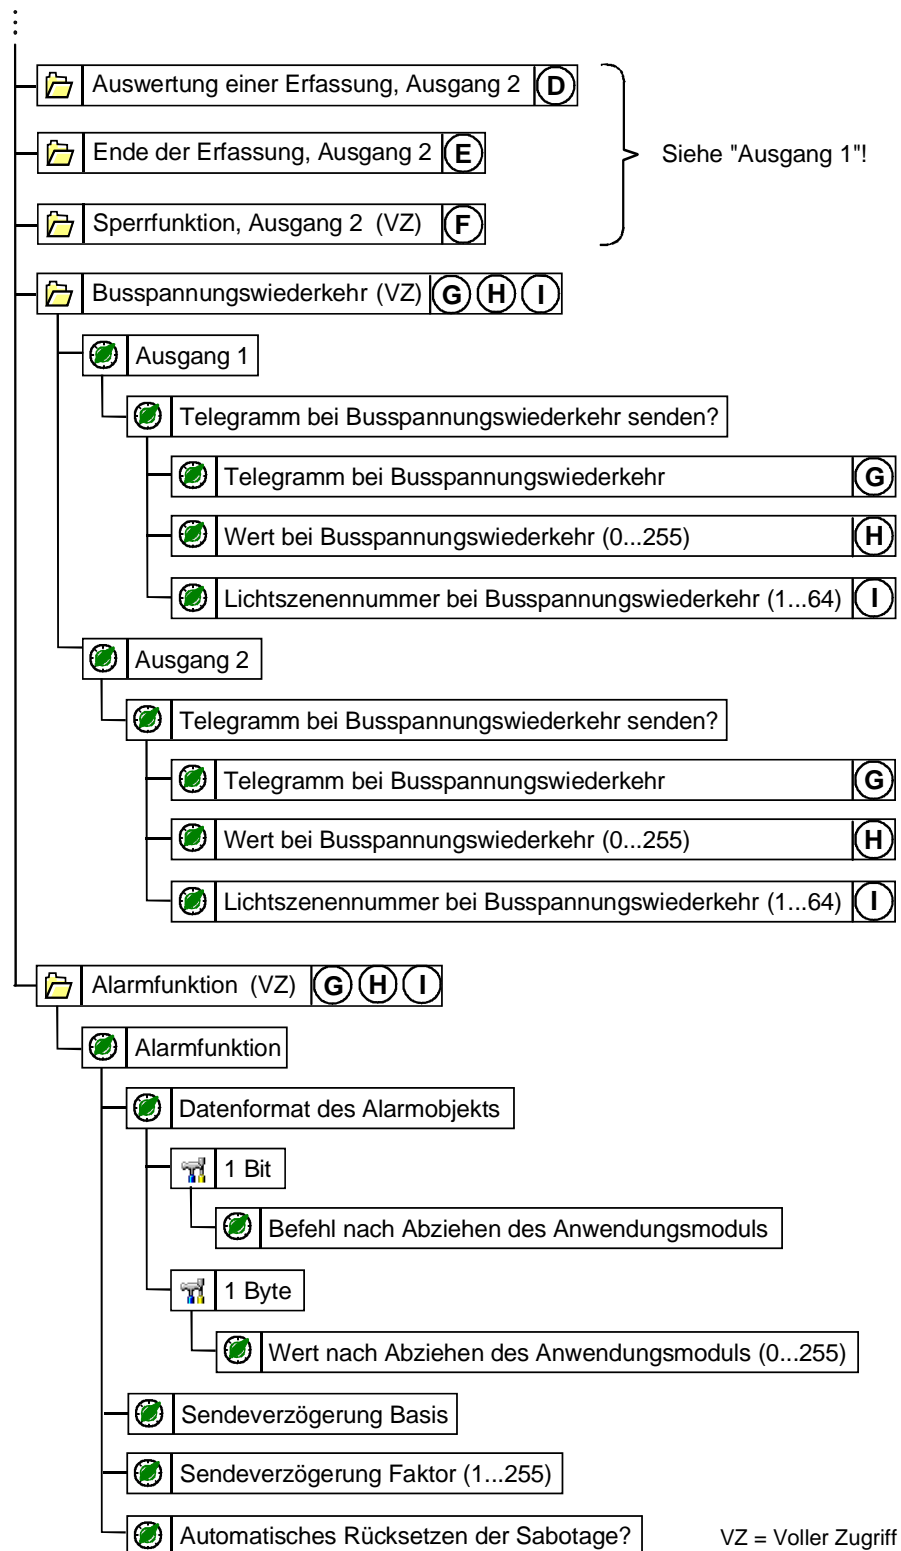 Auswertung einer Erfassung, Ausgang 2 D
Ende der Erfassung, Ausgang 2 E
Siehe "Ausgang 1"!
Sperrfunktion, Ausgang 2 (VZ) F
Busspannungswiederkehr (VZ) G H I
Ausgang 1
Telegramm bei Busspannungswiederkehr senden?
Telegramm bei Busspannungswiederkehr G
Wert bei Busspannungswiederkehr (0...255) H
Lichtszenennummer bei Busspannungswiederkehr (1...64) I
Ausgang 2
Telegramm bei Busspannungswiederkehr senden?
Telegramm bei Busspannungswiederkehr G
Wert bei Busspannungswiederkehr (0...255) H
Lichtszenennummer bei Busspannungswiederkehr (1...64) I
Alarmfunktion (VZ) G H I
Alarmfunktion
Datenformat des Alarmobjekts
1 Bit
Befehl nach Abziehen des Anwendungsmoduls
1 Byte
Wert nach Abziehen des Anwendungsmoduls (0...255)
Sendeverzögerung Basis
Sendeverzögerung Faktor (1...255)
Automatisches Rücksetzen der Sabotage?
VZ = Voller Zugriff